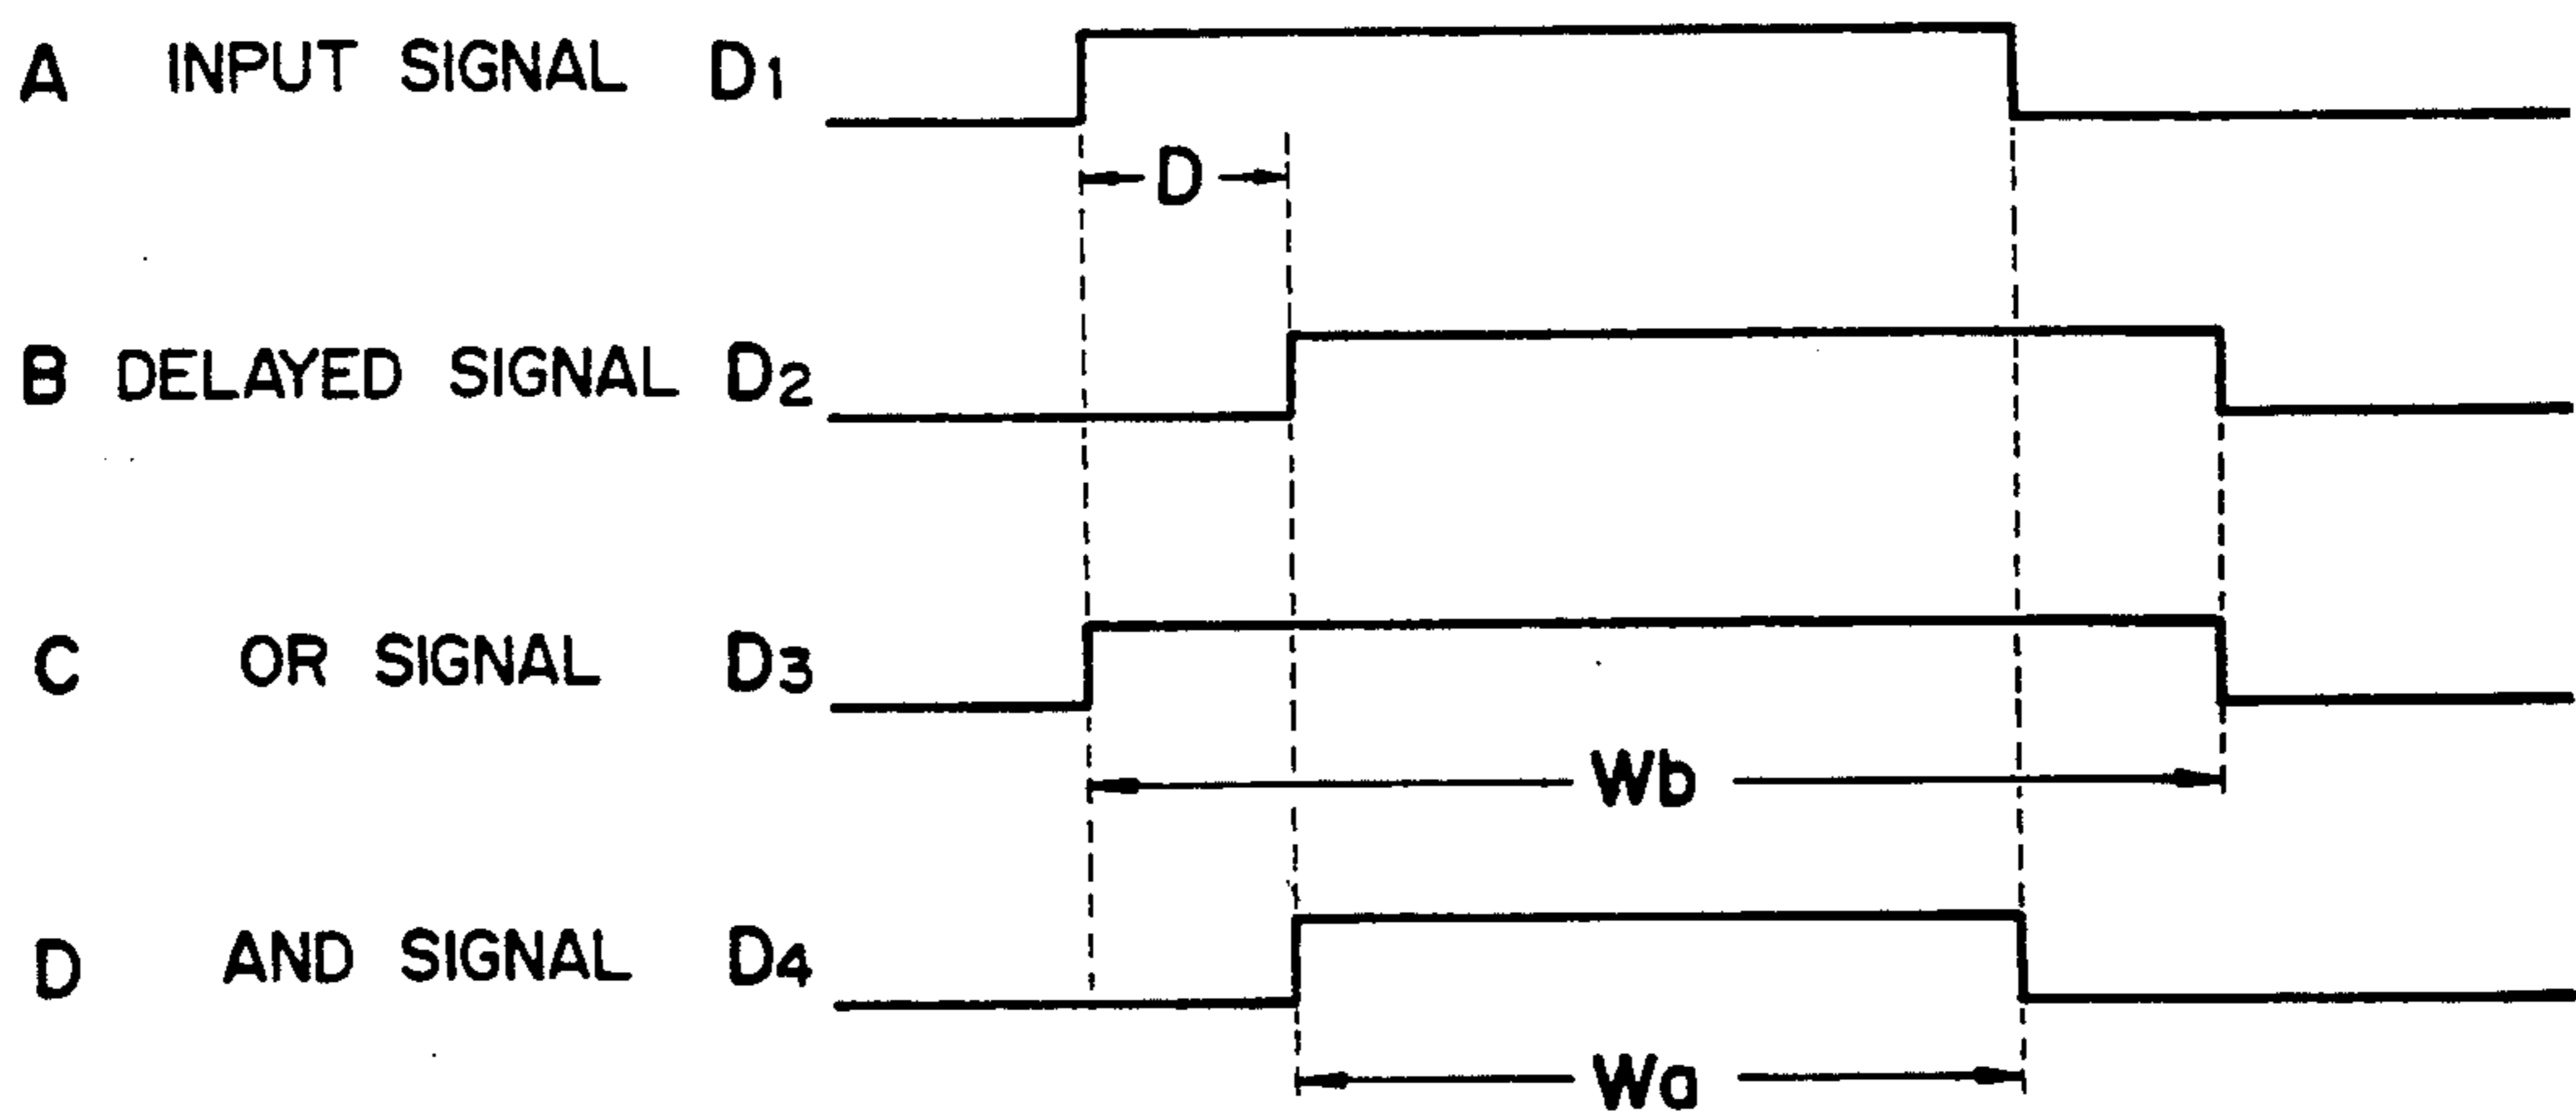 A INPUT SIGNAL D1
D
B DELAYED SIGNAL D2
C OR SIGNAL D3
Wb
D AND SIGNAL D4
Wa